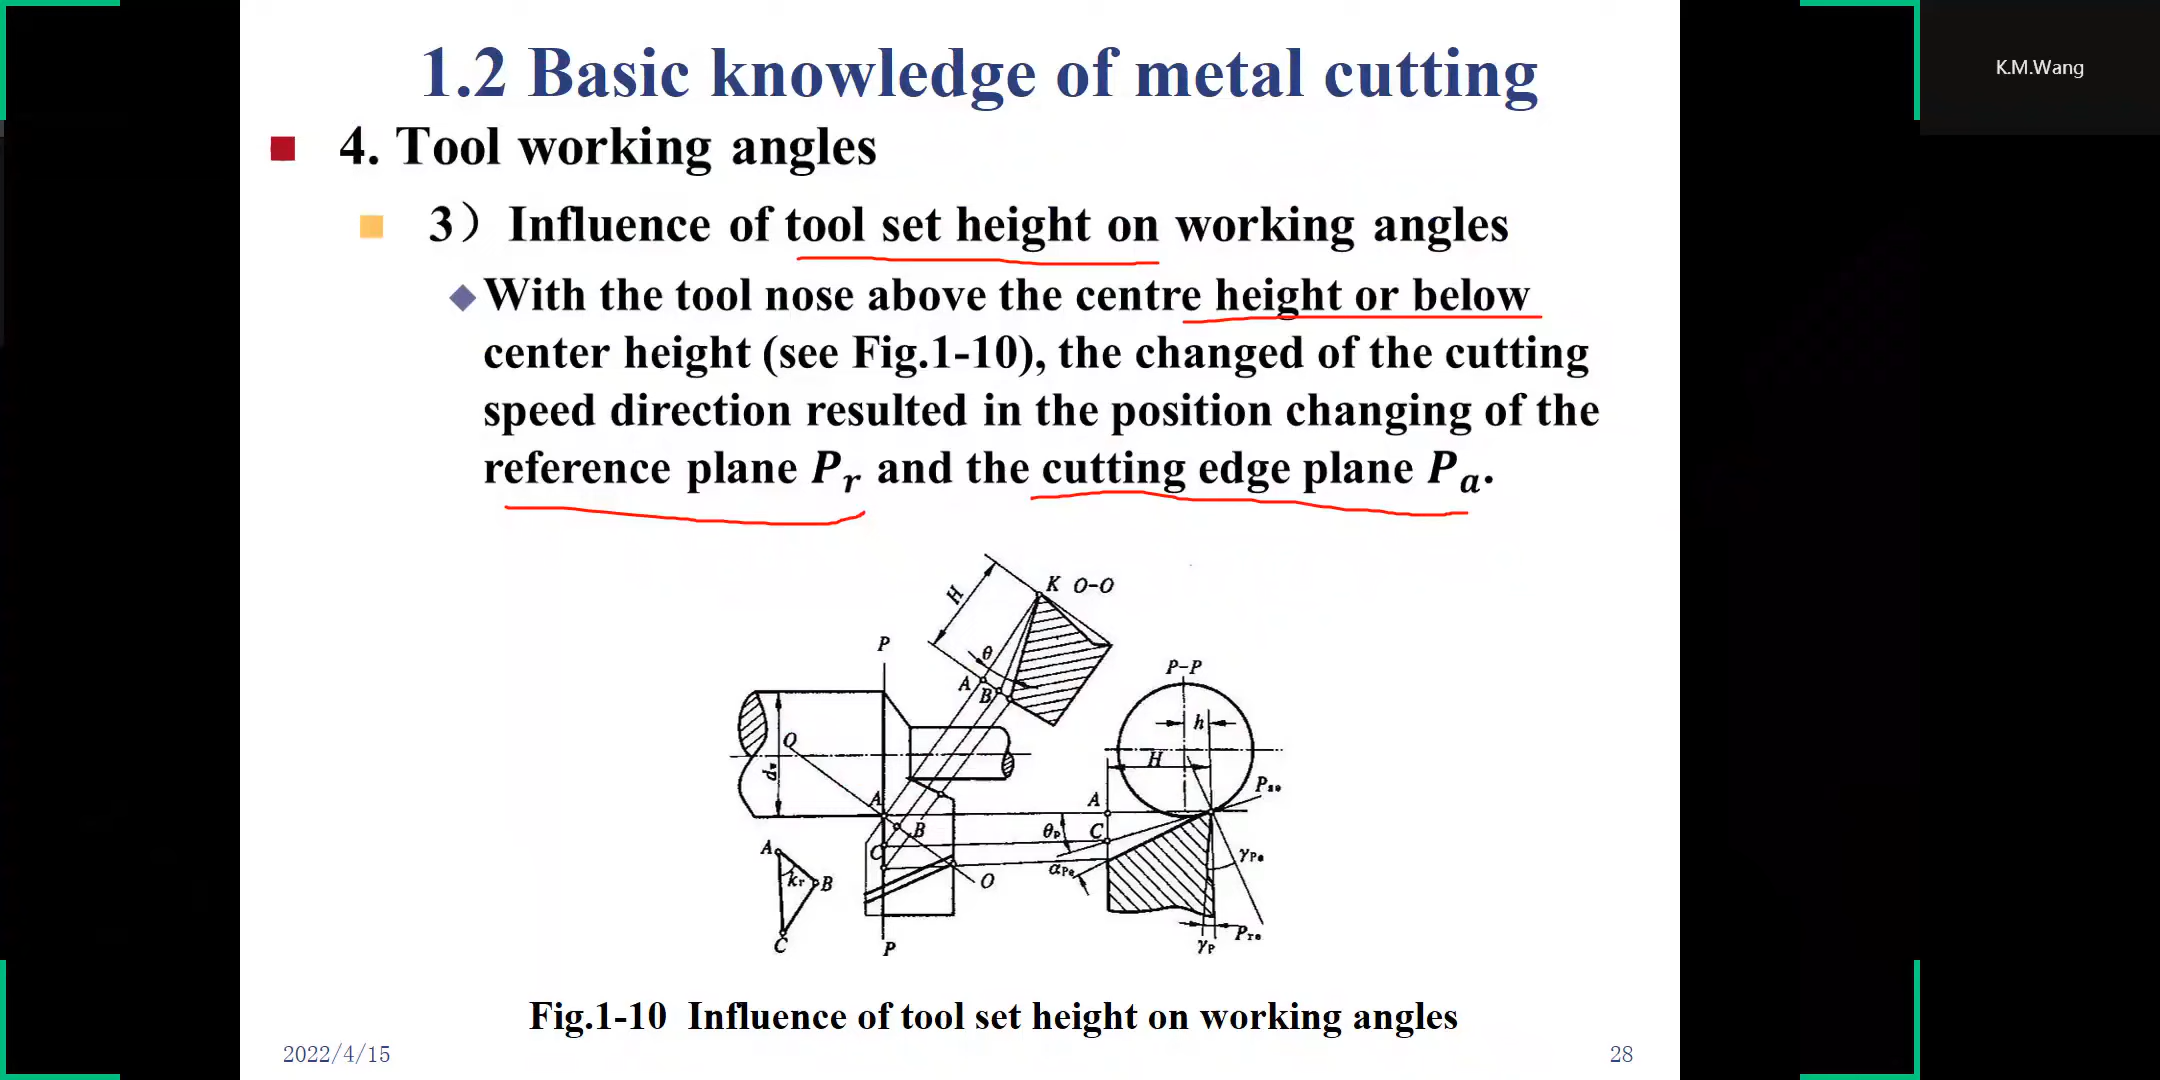 1.2 Basic knowledge of metal cutting
K.M.Wang
4. Tool working angles
3）Influence of tool set height on working angles
With the tool nose above the centre height or below
center height (see Fig.1-10), the changed of the cutting
speed direction resulted in the position changing of the
reference plane Pr and the cutting edge plane Pa.
K O-O
H
P
θ
A
B
P-P
h
O
H
dw
Pse
A
A
B
θP
C
C
γPe
αPe
A
kr
B
O
C
P
γP
Pre
Fig.1-10 Influence of tool set height on working angles
2022/4/15
28